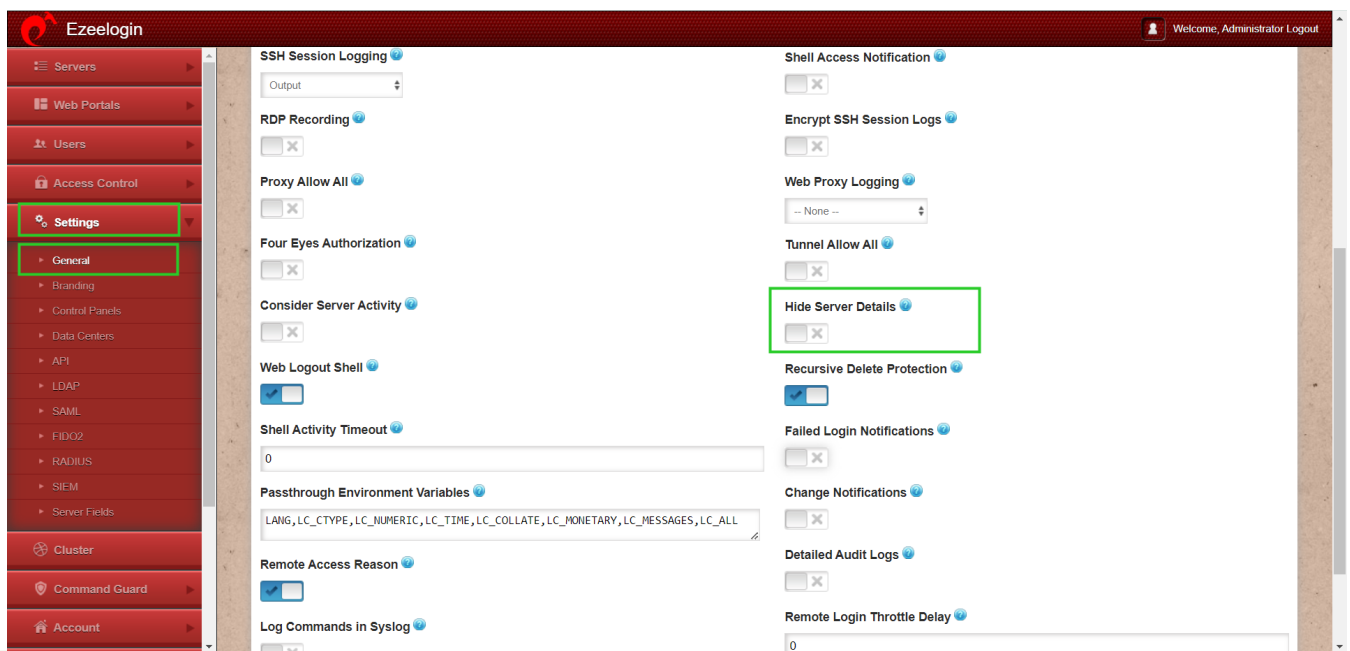 Ezeelogin
Welcome, Administrator Logout
Servers
Web Portals
Users
Access Control
Settings
General
Branding
Control Panels
Data Centers
API
LDAP
SAML
FIDO2
RADIUS
SIEM
Server Fields
Cluster
Command Guard
Account
SSH Session Logging
Output
RDP Recording
Proxy Allow All
Four Eyes Authorization
Consider Server Activity
Web Logout Shell
Shell Activity Timeout
0
Passthrough Environment Variables
LANG,LC_CTYPE,LC_NUMERIC,LC_TIME,LC_COLLATE,LC_MONETARY,LC_MESSAGES,LC_ALL
Remote Access Reason
Log Commands in Syslog
Shell Access Notification
Encrypt SSH Session Logs
Web Proxy Logging
-- None --
Tunnel Allow All
Hide Server Details
Recursive Delete Protection
Failed Login Notifications
Change Notifications
Detailed Audit Logs
Remote Login Throttle Delay
0